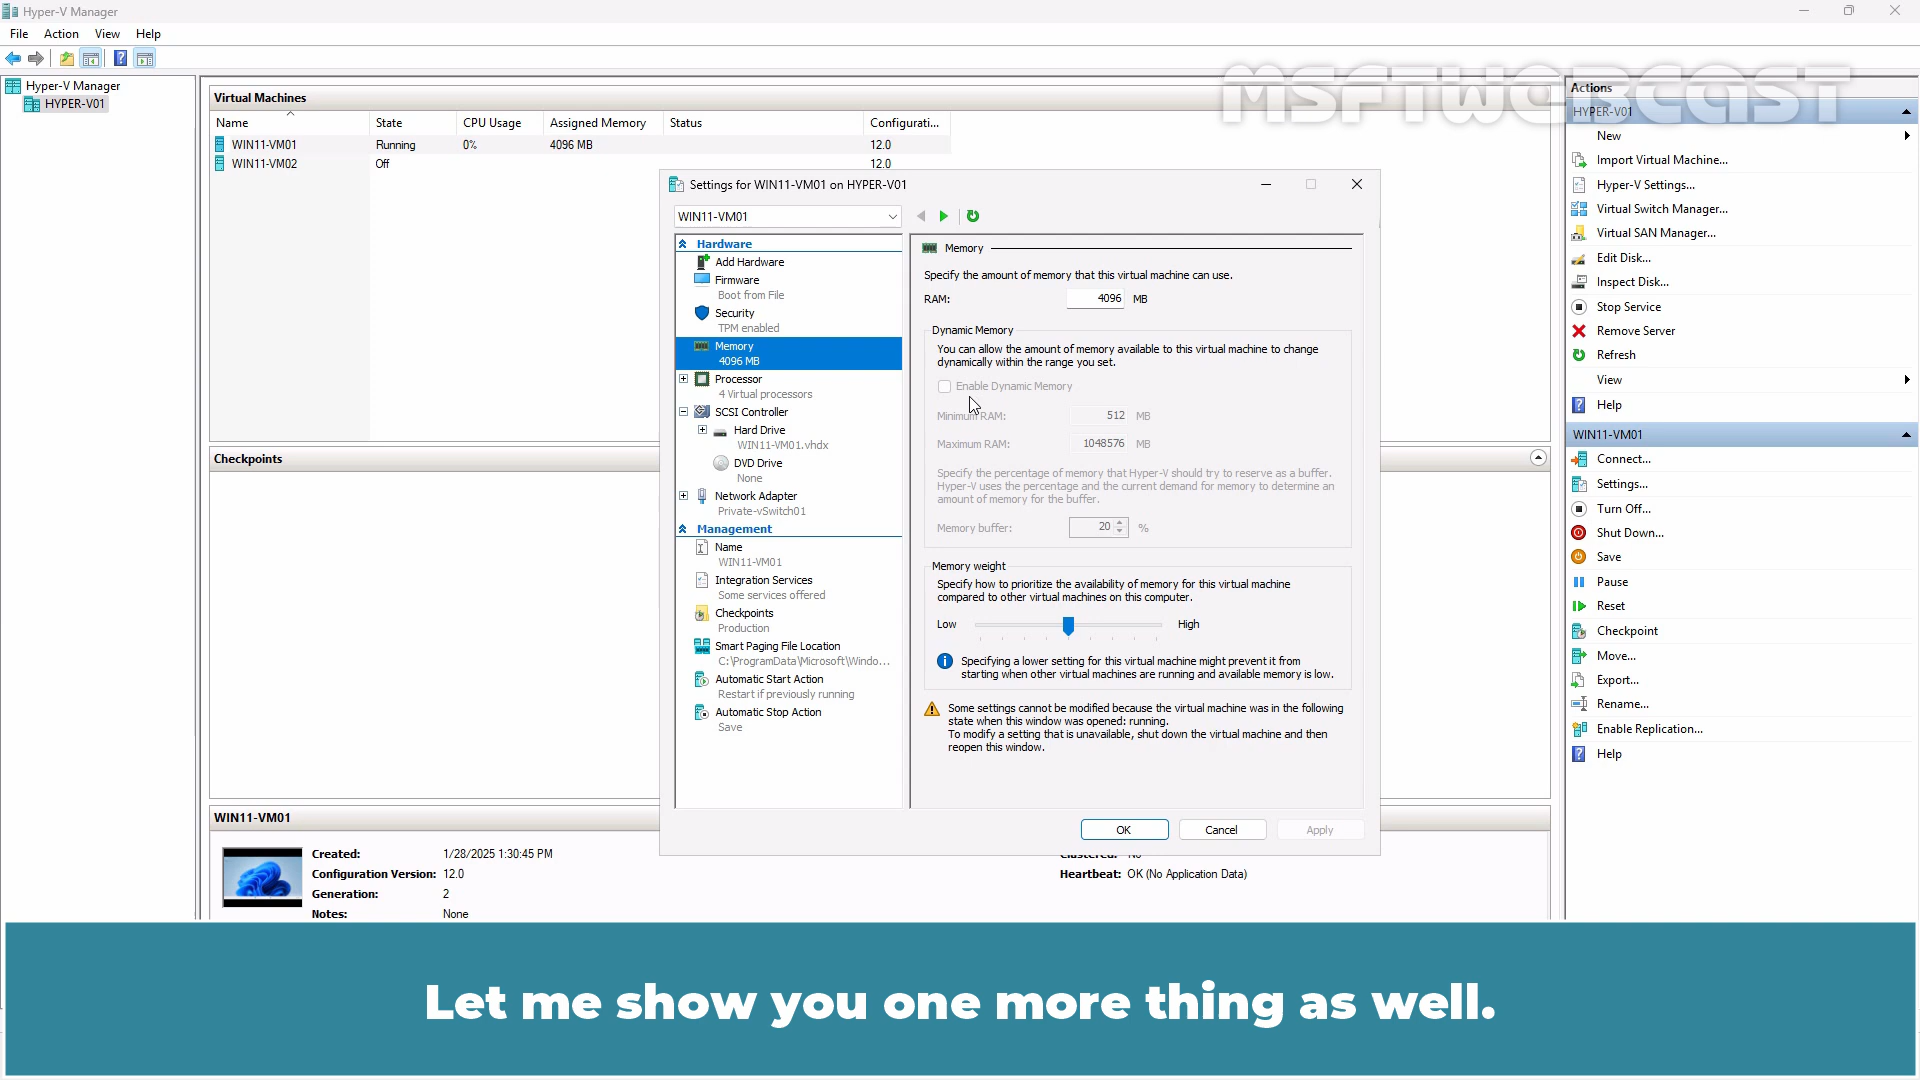 Hyper-V Manager
File Action View Help
MSFTWEBCAST
Hyper-V Manager
HYPER-V01
Virtual Machines
Name State CPU Usage Assigned Memory Status Configurati...
WIN11-VM01 Running 0% 4096 MB 12.0
WIN11-VM02 Off 12.0
Checkpoints
WIN11-VM01
Created: 1/28/2025 1:30:45 PM
Configuration Version: 12.0
Generation: 2
Notes: None
Clustered: No
Heartbeat: OK (No Application Data)
Settings for WIN11-VM01 on HYPER-V01
WIN11-VM01
Hardware
Add Hardware
Firmware
Boot from File
Security
TPM enabled
Memory
4096 MB
Processor
4 Virtual processors
SCSI Controller
Hard Drive
WIN11-VM01.vhdx
DVD Drive
None
Network Adapter
Private-vSwitch01
Management
Name
WIN11-VM01
Integration Services
Some services offered
Checkpoints
Production
Smart Paging File Location
C:\ProgramData\Microsoft\Windo...
Automatic Start Action
Restart if previously running
Automatic Stop Action
Save
Memory
Specify the amount of memory that this virtual machine can use.
RAM: 4096 MB
Dynamic Memory
You can allow the amount of memory available to this virtual machine to change
dynamically within the range you set.
Enable Dynamic Memory
Minimum RAM: 512 MB
Maximum RAM: 1048576 MB
Specify the percentage of memory that Hyper-V should try to reserve as a buffer.
Hyper-V uses the percentage and the current demand for memory to determine an
amount of memory for the buffer.
Memory buffer: 20 %
Memory weight
Specify how to prioritize the availability of memory for this virtual machine
compared to other virtual machines on this computer.
Low High
Specifying a lower setting for this virtual machine might prevent it from
starting when other virtual machines are running and available memory is low.
Some settings cannot be modified because the virtual machine was in the following
state when this window was opened: running.
To modify a setting that is unavailable, shut down the virtual machine and then
reopen this window.
OK Cancel Apply
Actions
HYPER-V01
New
Import Virtual Machine...
Hyper-V Settings...
Virtual Switch Manager...
Virtual SAN Manager...
Edit Disk...
Inspect Disk...
Stop Service
Remove Server
Refresh
View
Help
WIN11-VM01
Connect...
Settings...
Turn Off...
Shut Down...
Save
Pause
Reset
Checkpoint
Move...
Export...
Rename...
Enable Replication...
Help
Let me show you one more thing as well.